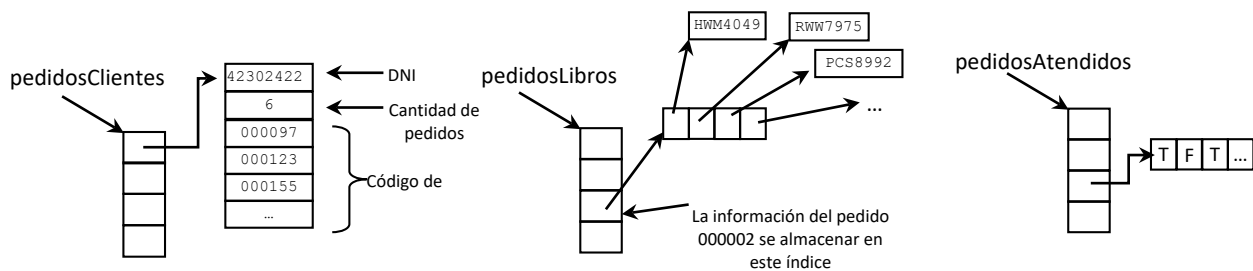 pedidosClientes
42302422
6
000097
000123
000155
...
DNI
Cantidad de
pedidos
Código de
pedidosLibros
HWM4049
RWW7975
PCS8992
...
La información del pedido
000002 se almacenar en
este índice
pedidosAtendidos
T F T ...